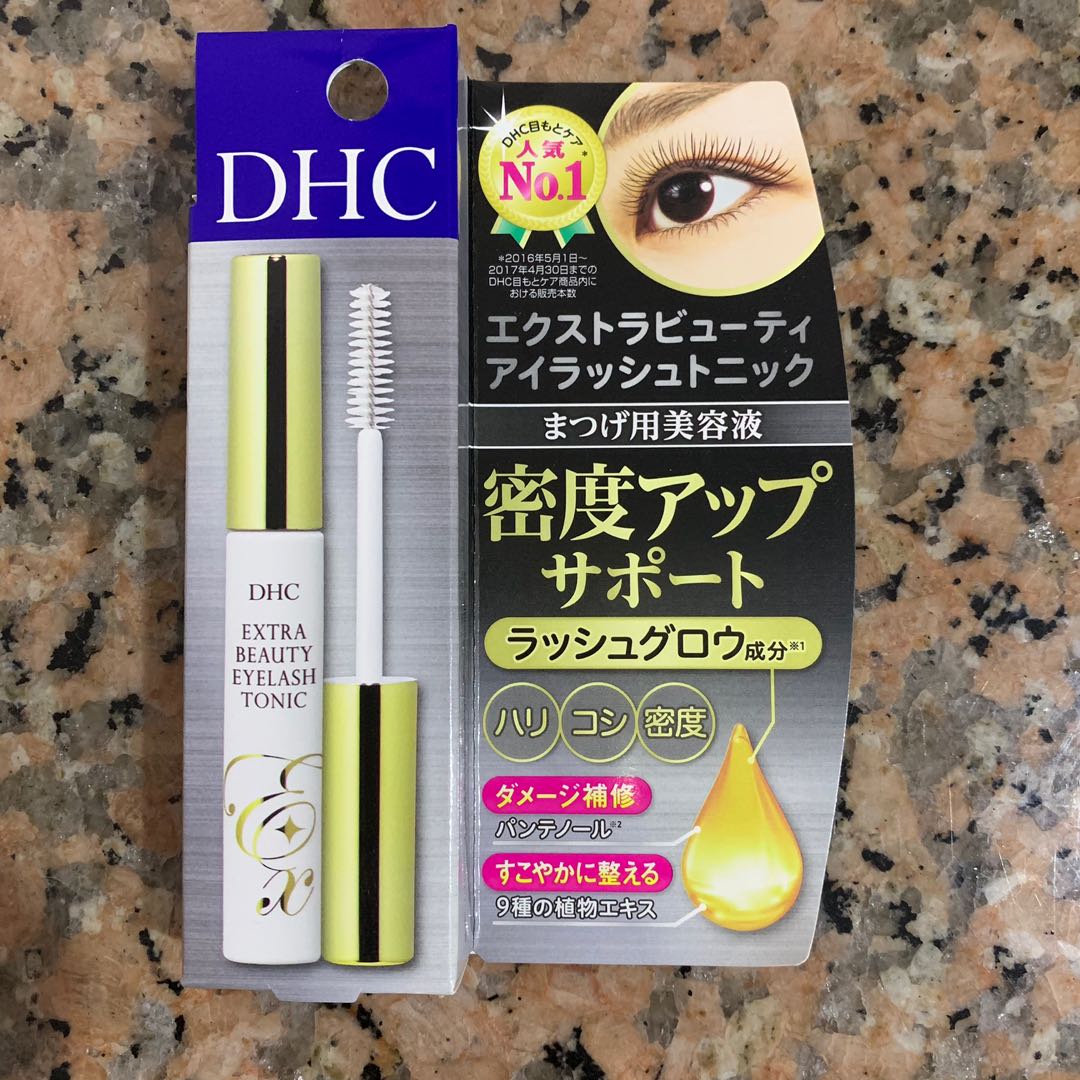 DHC
DHC
EXTRA
BEAUTY
EYELASH
TONIC
Ex
DHC目もとケア
人気*
No.1
*2016年5月1日〜
2017年4月30日までの
DHC目もとケア商品内に
おける販売本数
エクストラビューティ
アイラッシュトニック
まつげ用美容液
密度アップ
サポート
ラッシュグロウ成分※1
ハリ コシ 密度
ダメージ補修
パンテノール※2
すこやかに整える
9種の植物エキス